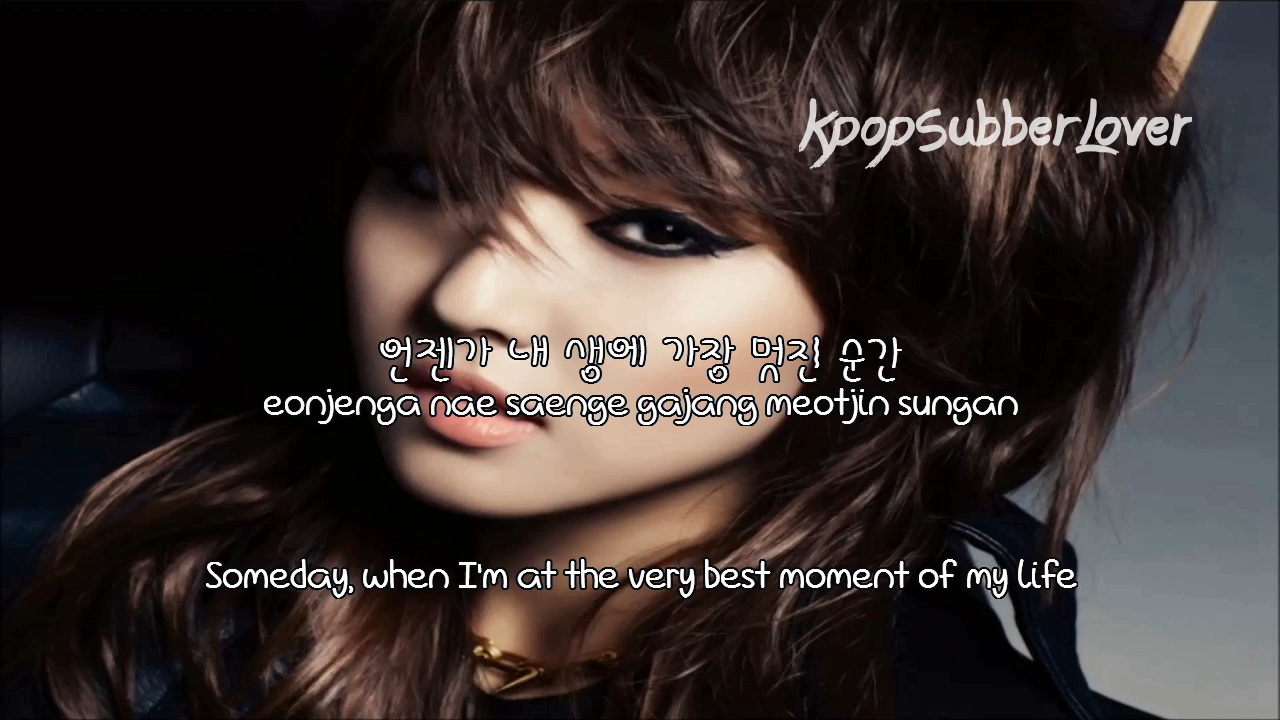 KpopSubberLover
언젠가 내 생에 가장 멋진 순간
eonjenga nae saenge gajang meotjin sungan
Someday, when I'm at the very best moment of my life